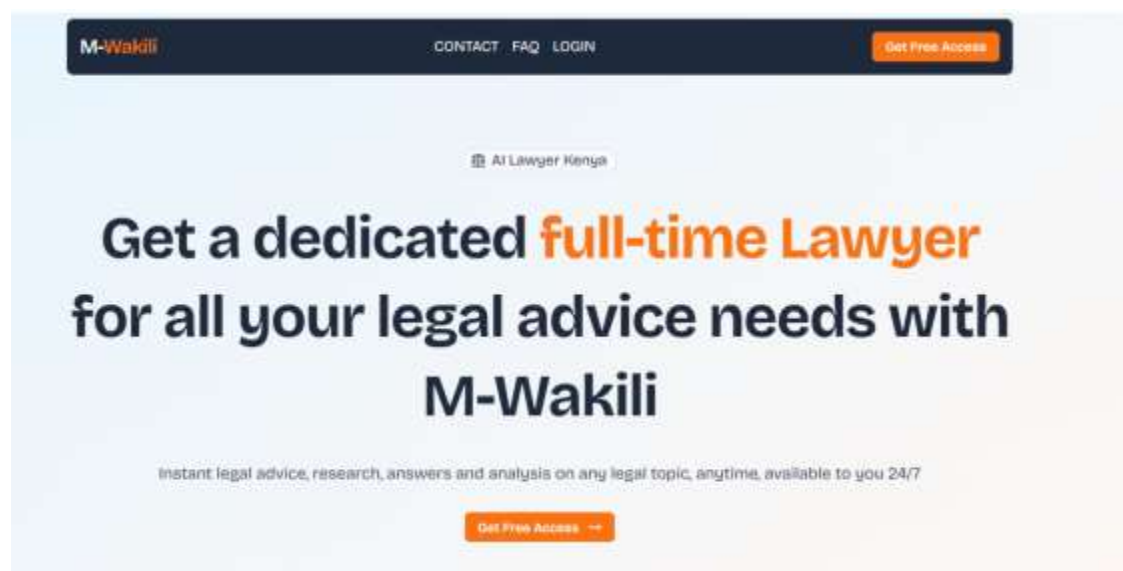 M-Wakili
CONTACT FAQ LOGIN
Get Free Access
AI Lawyer Kenya
Get a dedicated full-time Lawyer
for all your legal advice needs with
M-Wakili
Instant legal advice, research, answers and analysis on any legal topic, anytime, available to you 24/7
Get Free Access →